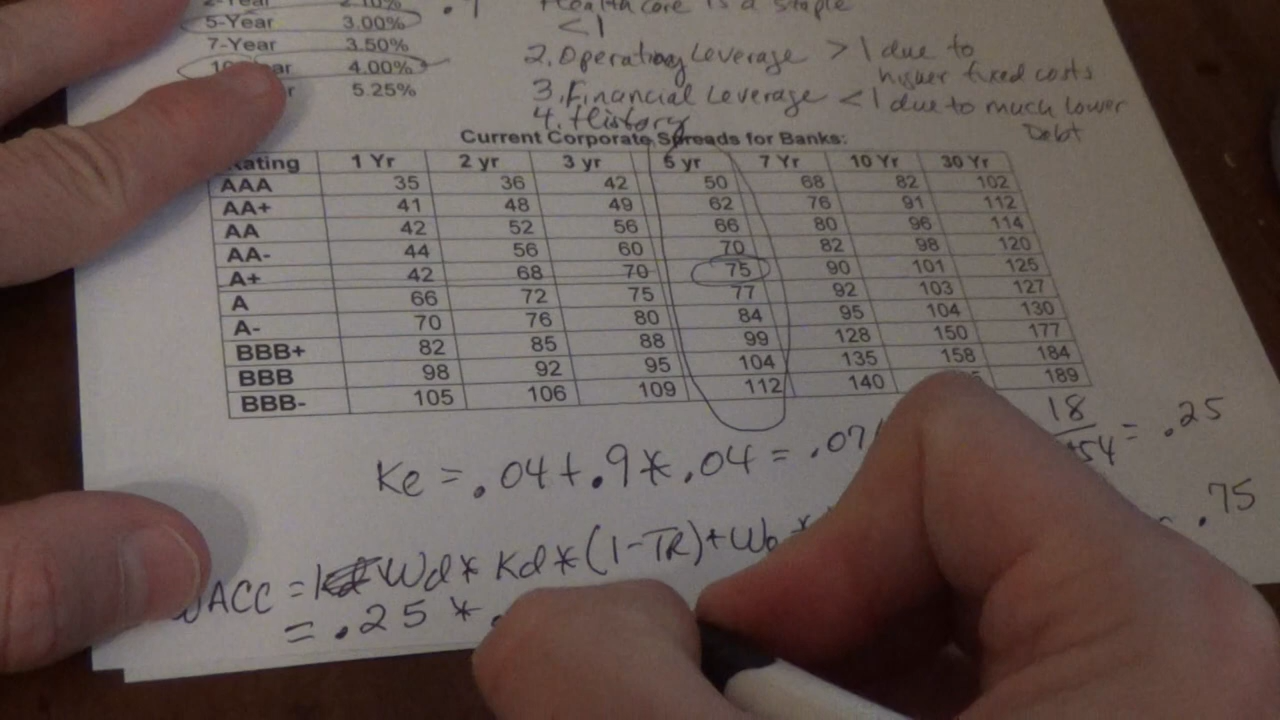 2.10%
.9 Healthcare is a staple
5-Year 3.00% <1
7-Year 3.50% 2. Operating Leverage >1 due to
4.00% higher fixed costs
5.25% 3. Financial Leverage <1 due to much lower
4. History Debt
Current Corporate Spreads for Banks:
Rating 1 Yr 2 yr 3 yr 5 yr 7 Yr 10 Yr 30 Yr
AAA 35 36 42 50 68 82 102
AA+ 41 48 49 62 76 91 112
AA 42 52 56 66 80 96 114
AA- 44 56 60 70 82 98 120
A+ 42 68 70 75 90 101 125
A 66 72 75 77 92 103 127
A- 70 76 80 84 95 104 130
BBB+ 82 85 88 99 128 150 177
BBB 98 92 95 104 135 158 184
BBB- 105 106 109 112 140 189
18
Ke = .04 + .9 * .04 = .07 +54 = .25
WACC = Wd * Kd * (1-TR) + .75
= .25 *